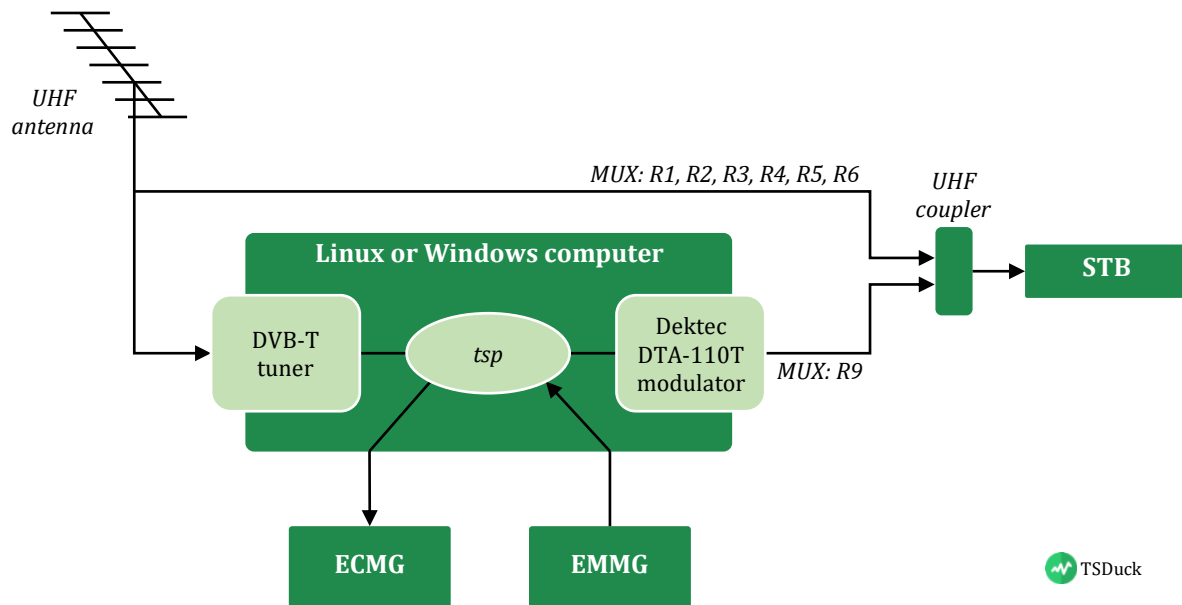 UHF
antenna
MUX: R1, R2, R3, R4, R5, R6
UHF
coupler
Linux or Windows computer
STB
DVB-T
tuner
tsp
Dektec
DTA-110T
modulator
MUX: R9
ECMG
EMMG
TSDuck